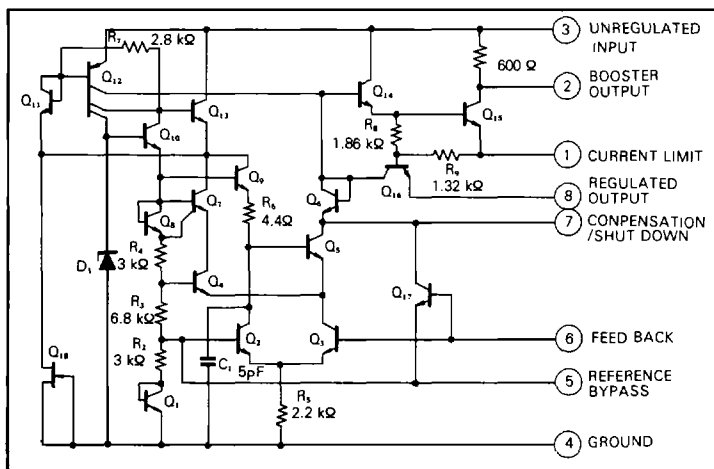 R₇
2.8 kΩ
3
UNREGULATED
INPUT
Q₁₁
Q₁₂
Q₁₃
Q₁₄
600 Ω
2
BOOSTER
OUTPUT
Q₁₀
R₈
1.86 kΩ
Q₁₅
R₉
1.32 kΩ
1
CURRENT LIMIT
Q₉
Q₁₆
8
REGULATED
OUTPUT
Q₈
Q₇
R₆
4.4Ω
Q₆
7
CONPENSATION
/SHUT DOWN
R₄
3 kΩ
Q₅
D₁
Q₄
Q₁₇
R₃
6.8 kΩ
Q₁₈
R₂
3 kΩ
Q₂
Q₃
6
FEED BACK
C₁
5pF
5
REFERENCE
BYPASS
Q₁
R₅
2.2 kΩ
4
GROUND